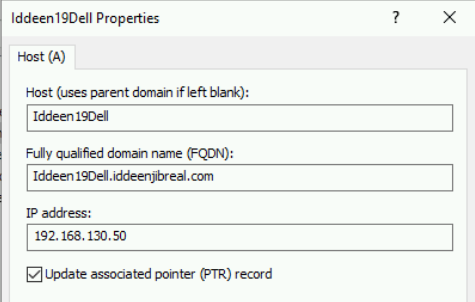 Iddeen19Dell Properties
?
Host (A)
Host (uses parent domain if left blank):
Iddeen19Dell
Fully qualified domain name (FQDN):
Iddeen19Dell.iddeenjibreal.com
IP address:
192.168.130.50
Update associated pointer (PTR) record